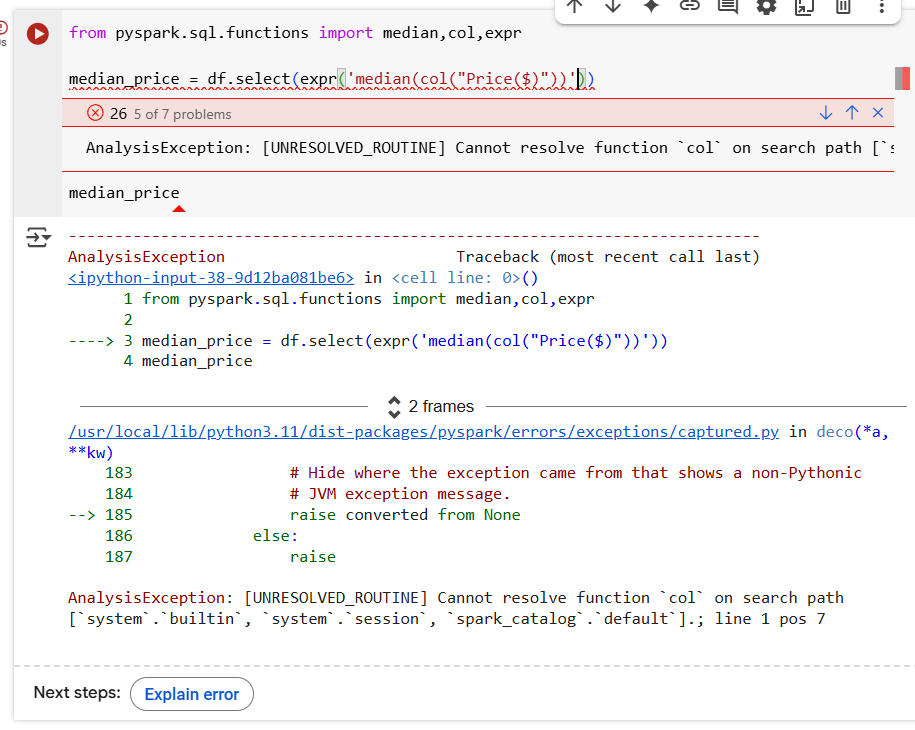 from pyspark.sql.functions import median,col,expr
median_price = df.select(expr('median(col("Price($)"))'))
26 5 of 7 problems
AnalysisException: [UNRESOLVED_ROUTINE] Cannot resolve function `col` on search path [`s
median_price
---------------------------------------------------------------------------
AnalysisException                         Traceback (most recent call last)
<ipython-input-38-9d12ba081be6> in <cell line: 0>()
      1 from pyspark.sql.functions import median,col,expr
      2
----> 3 median_price = df.select(expr('median(col("Price($)"))'))
      4 median_price
2 frames
/usr/local/lib/python3.11/dist-packages/pyspark/errors/exceptions/captured.py in deco(*a,
**kw)
    183                 # Hide where the exception came from that shows a non-Pythonic
    184                 # JVM exception message.
--> 185                 raise converted from None
    186             else:
    187                 raise
AnalysisException: [UNRESOLVED_ROUTINE] Cannot resolve function `col` on search path
[`system`.`builtin`, `system`.`session`, `spark_catalog`.`default`].; line 1 pos 7
Next steps: Explain error